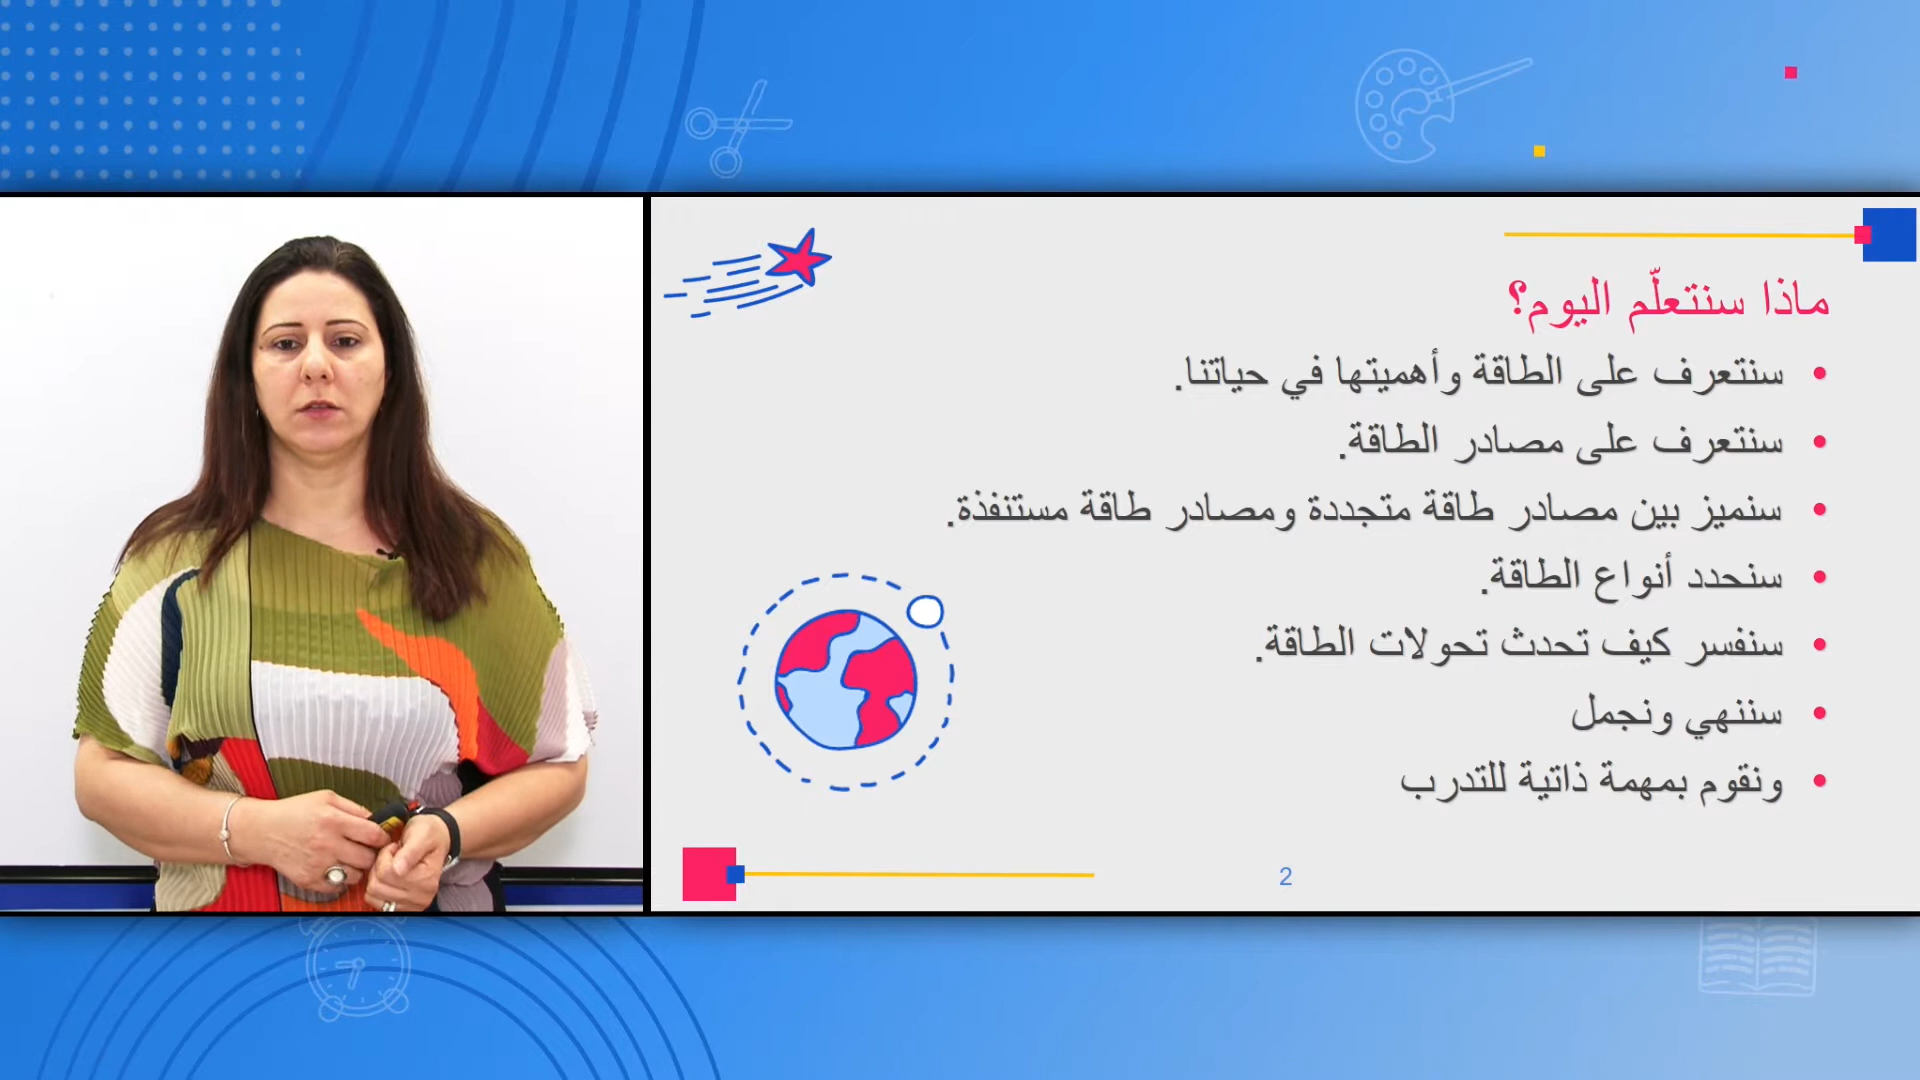 ماذا سنتعلّم اليوم؟
سنتعرف على الطاقة وأهميتها في حياتنا.
سنتعرف على مصادر الطاقة.
سنميز بين مصادر طاقة متجددة ومصادر طاقة مستنفذة.
سنحدد أنواع الطاقة.
سنفسر كيف تحدث تحولات الطاقة.
سننهي ونجمل
ونقوم بمهمة ذاتية للتدرب
2